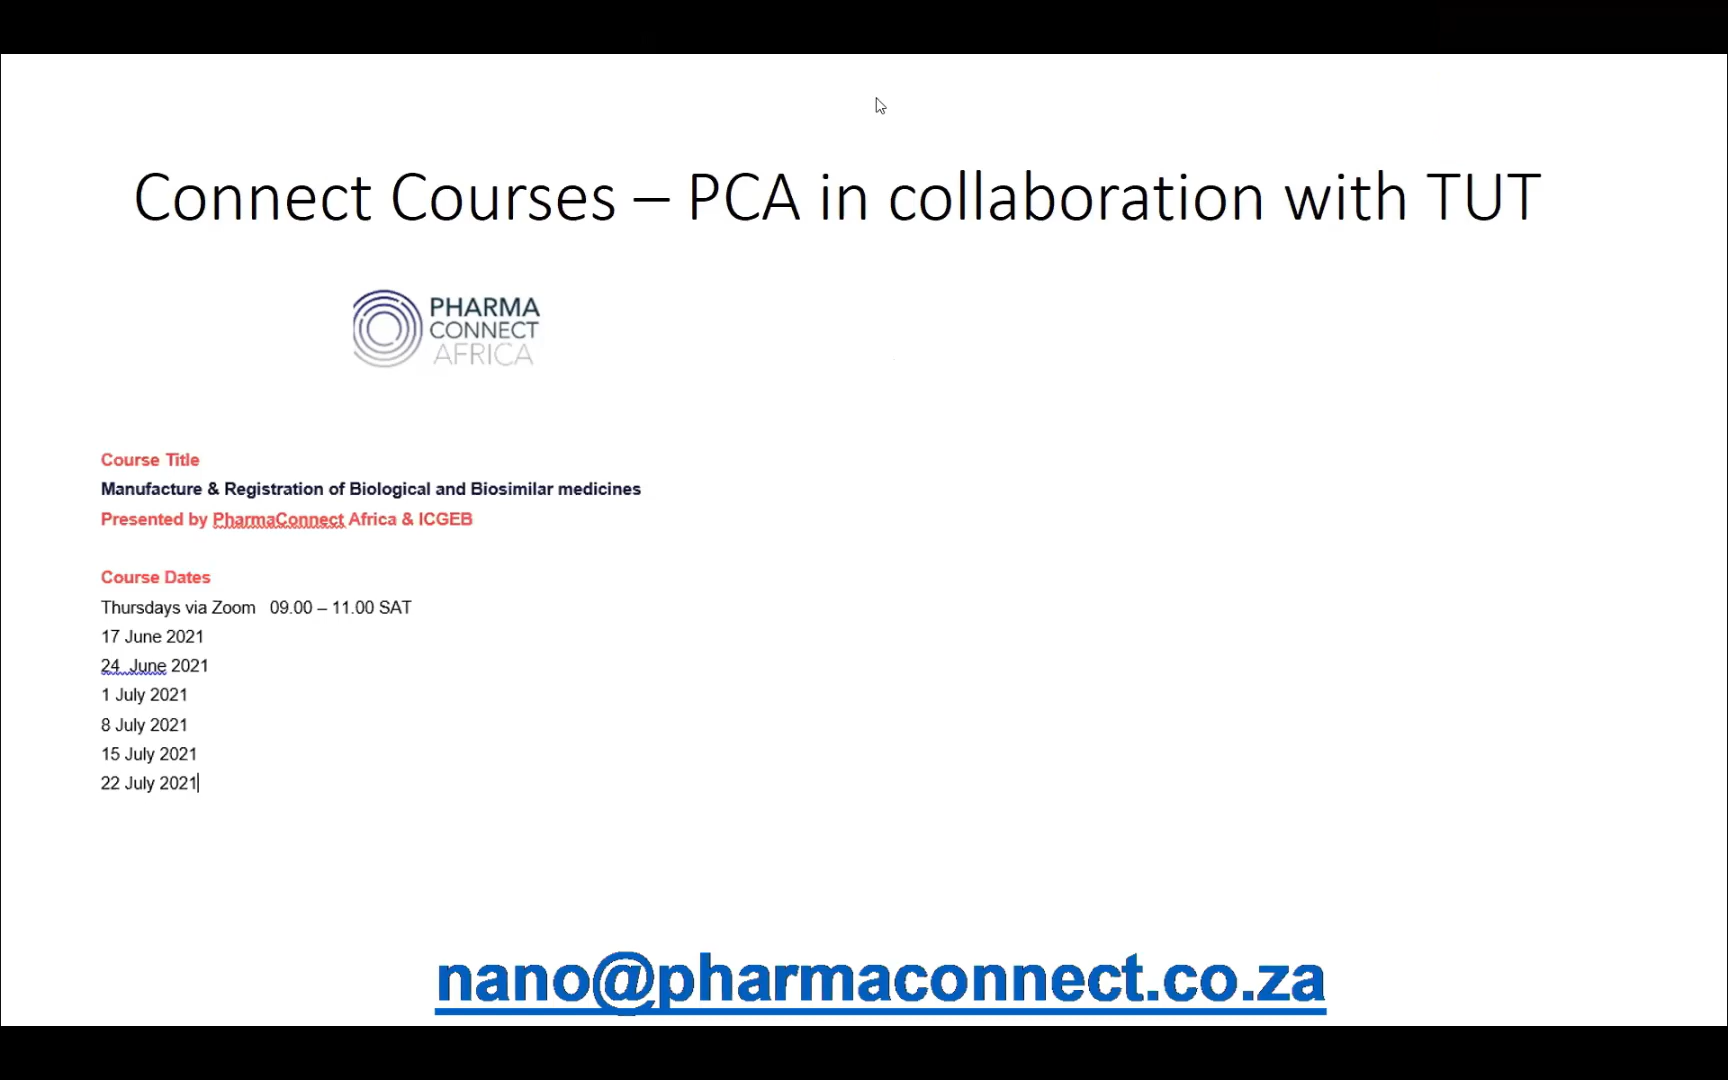 Connect Courses – PCA in collaboration with TUT
PHARMA
CONNECT
AFRICA
Course Title
Manufacture & Registration of Biological and Biosimilar medicines
Presented by PharmaConnect Africa & ICGEB
Course Dates
Thursdays via Zoom   09.00 – 11.00 SAT
17 June 2021
24  June 2021
1 July 2021
8 July 2021
15 July 2021
22 July 2021
nano@pharmaconnect.co.za